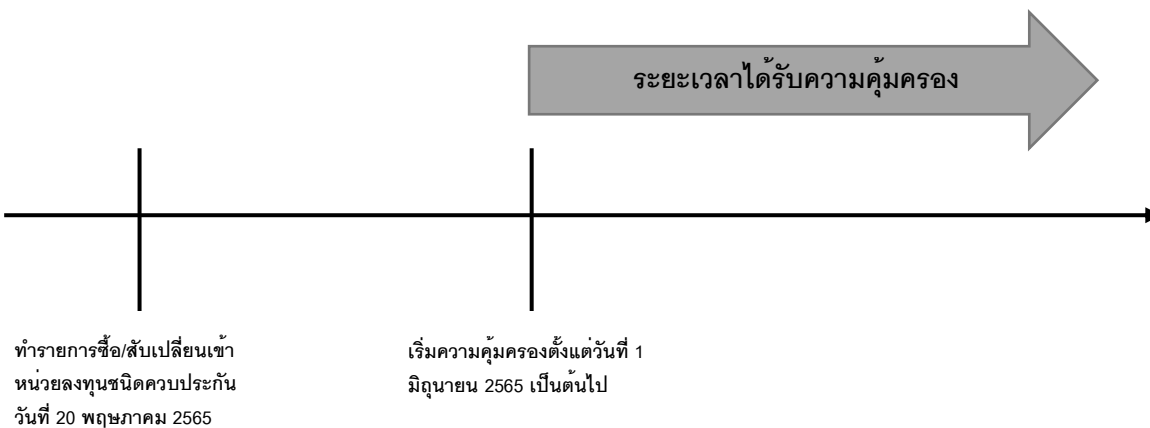 ระยะเวลาได้รับความคุ้มครอง
ทำรายการซื้อ/สับเปลี่ยนเข้า
หน่วยลงทุนชนิดควบประกัน
วันที่ 20 พฤษภาคม 2565
เริ่มความคุ้มครองตั้งแต่วันที่ 1
มิถุนายน 2565 เป็นต้นไป